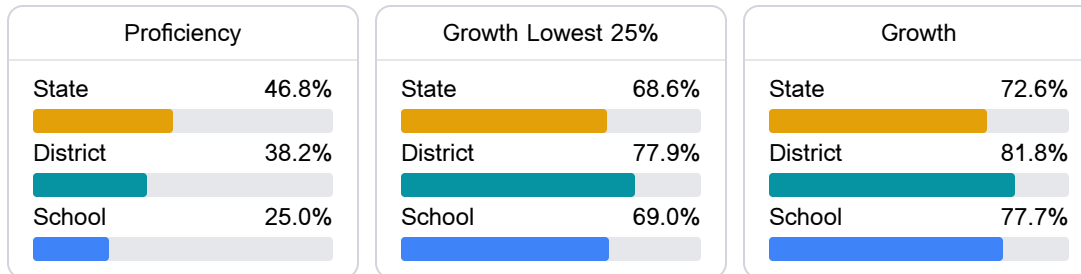 Proficiency
State 46.8%
District 38.2%
School 25.0%
Growth Lowest 25%
State 68.6%
District 77.9%
School 69.0%
Growth
State 72.6%
District 81.8%
School 77.7%